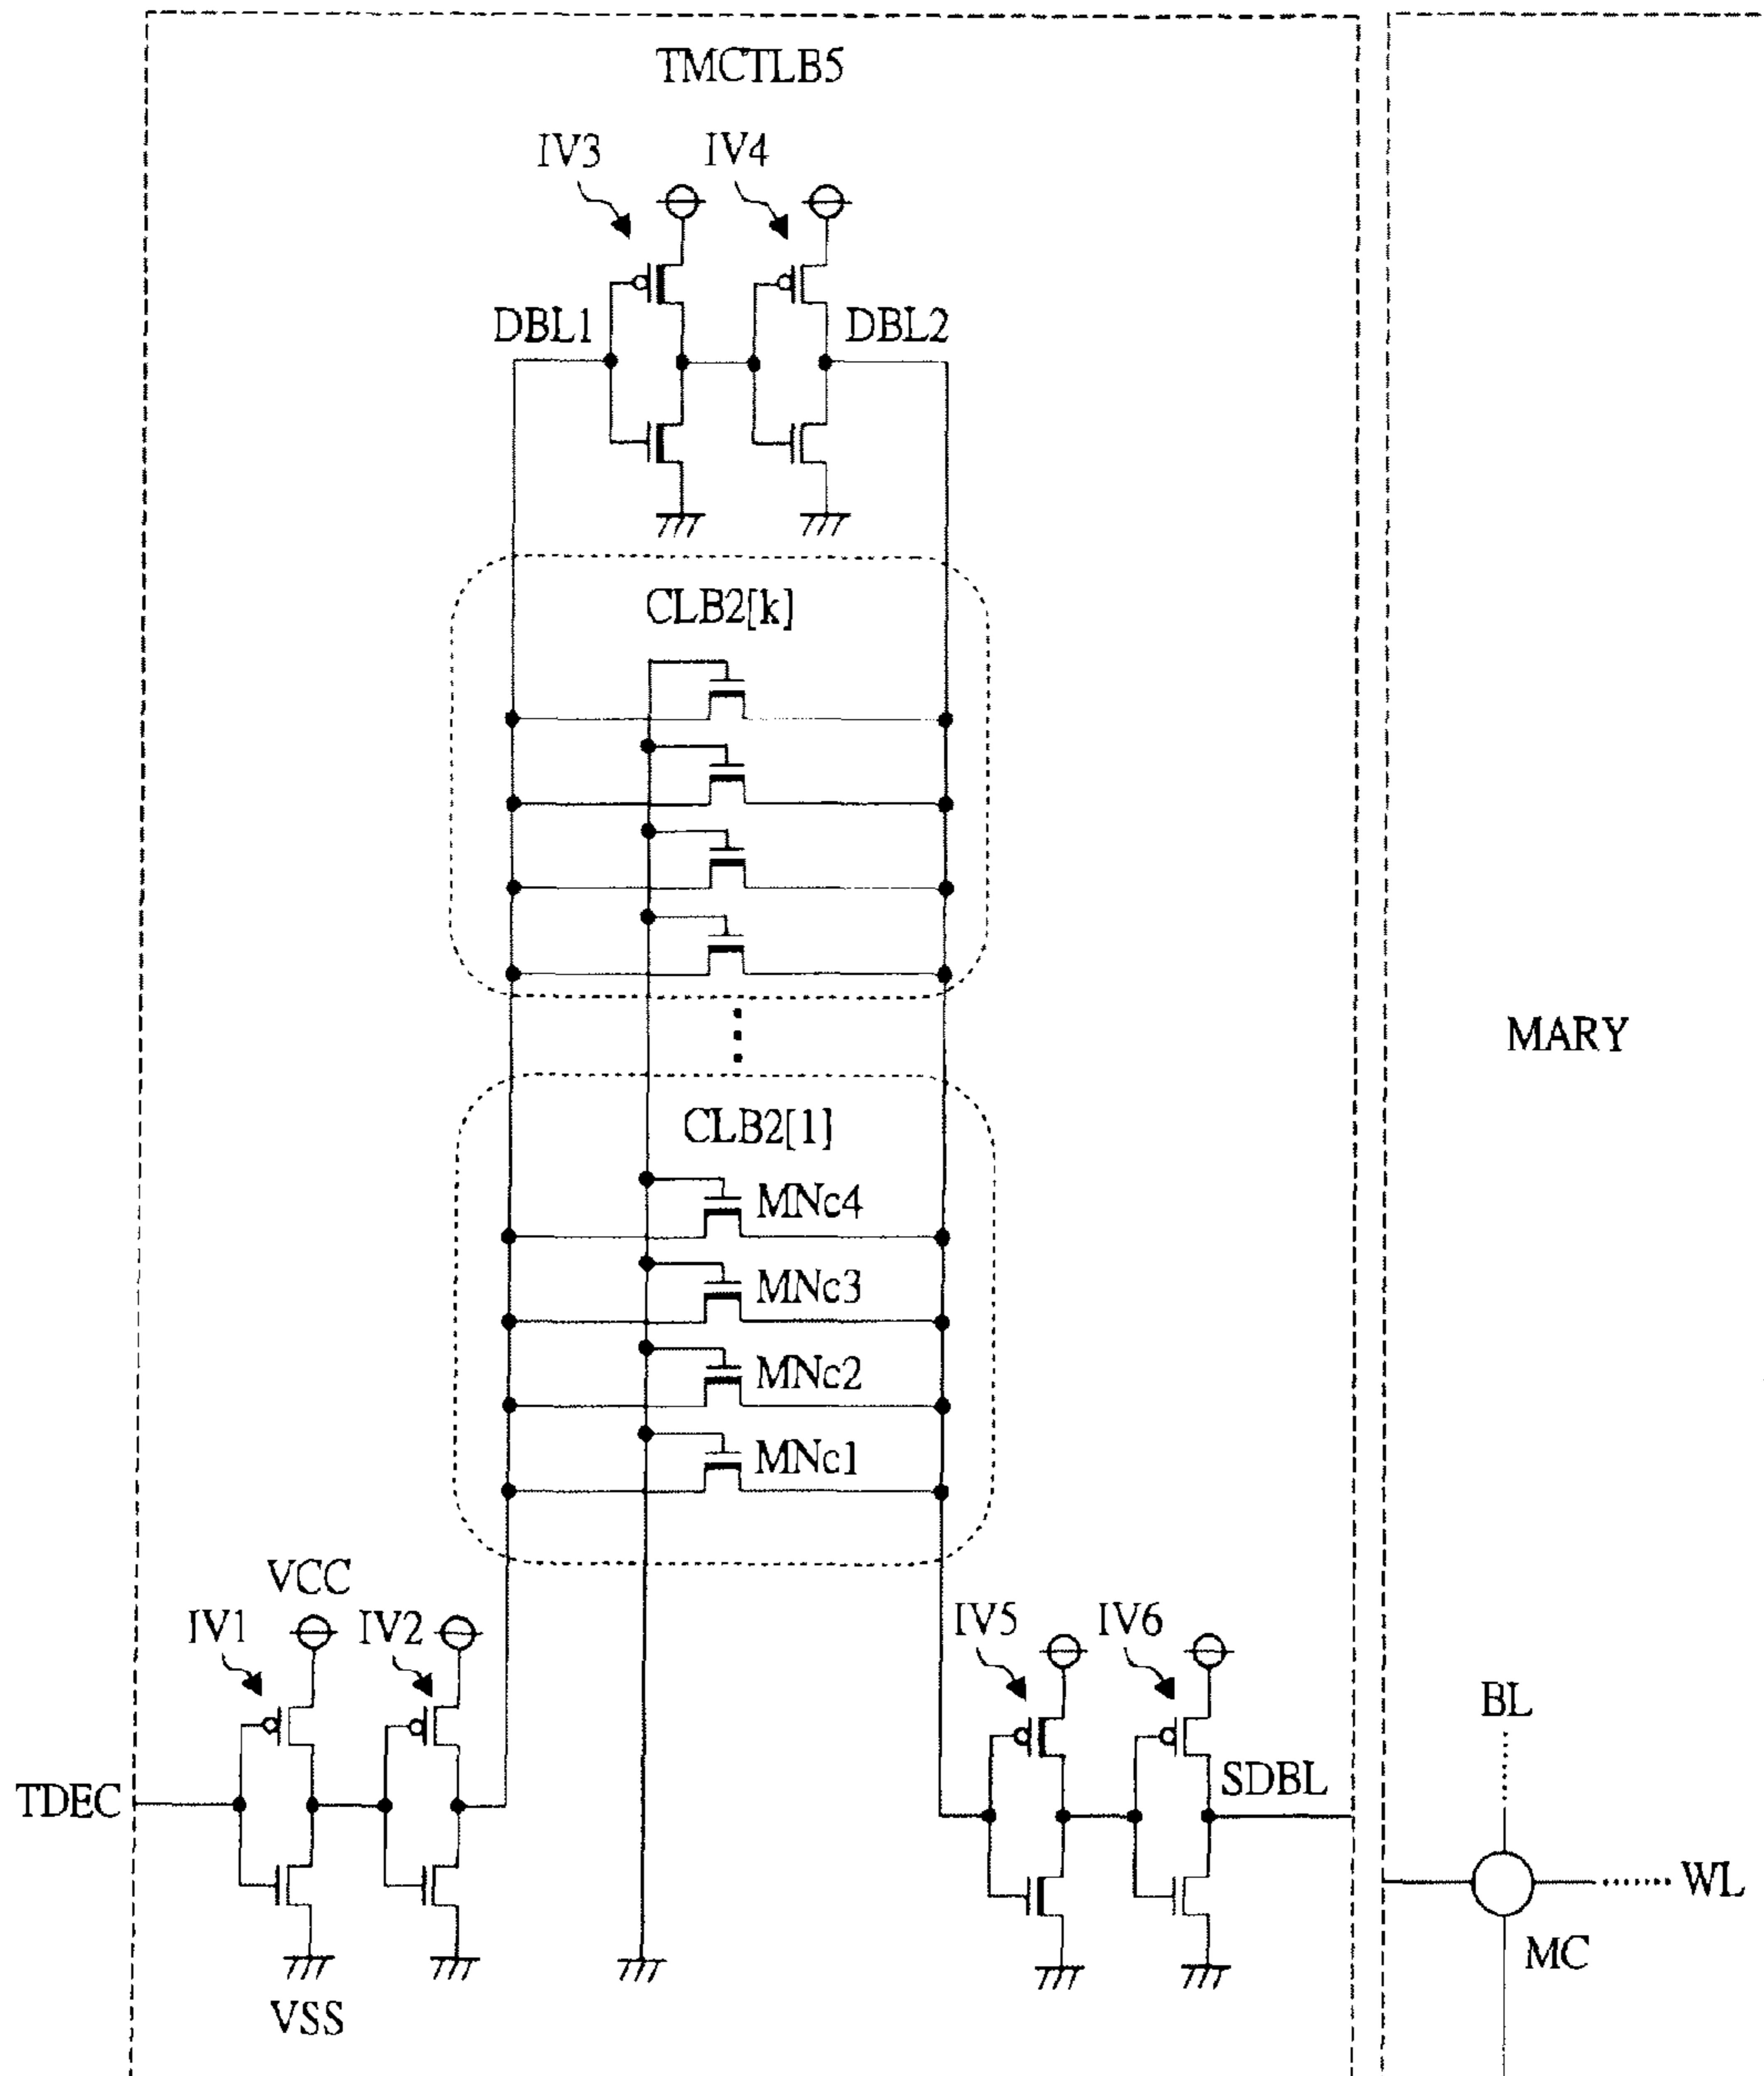 TMCTLB5
IV3
IV4
DBL1
DBL2
CLB2[k]
MARY
CLB2[1]
MNc4
MNc3
MNc2
MNc1
VCC
IV1
IV2
IV5
IV6
BL
TDEC
SDBL
WL
MC
VSS